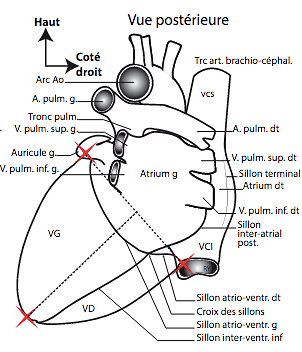 Haut
Vue postérieure
Coté
droit
Trc art. brachio-céphal.
Arc Ao
vcs
A. pulm. g.
Tronc pulm.
A. pulm. dt
V. pulm. sup. g.
Auricule g.
V. pulm. sup. dt
V. pulm. inf. g.
Sillon terminal
Atrium g
Atrium dt
V. pulm. inf. dt
Sillon
inter-atrial
post.
VG
VCI
Sillon atrio-ventr. dt
VD
Croix des sillons
Sillon atrio-ventr. g
Sillon inter-ventr. inf